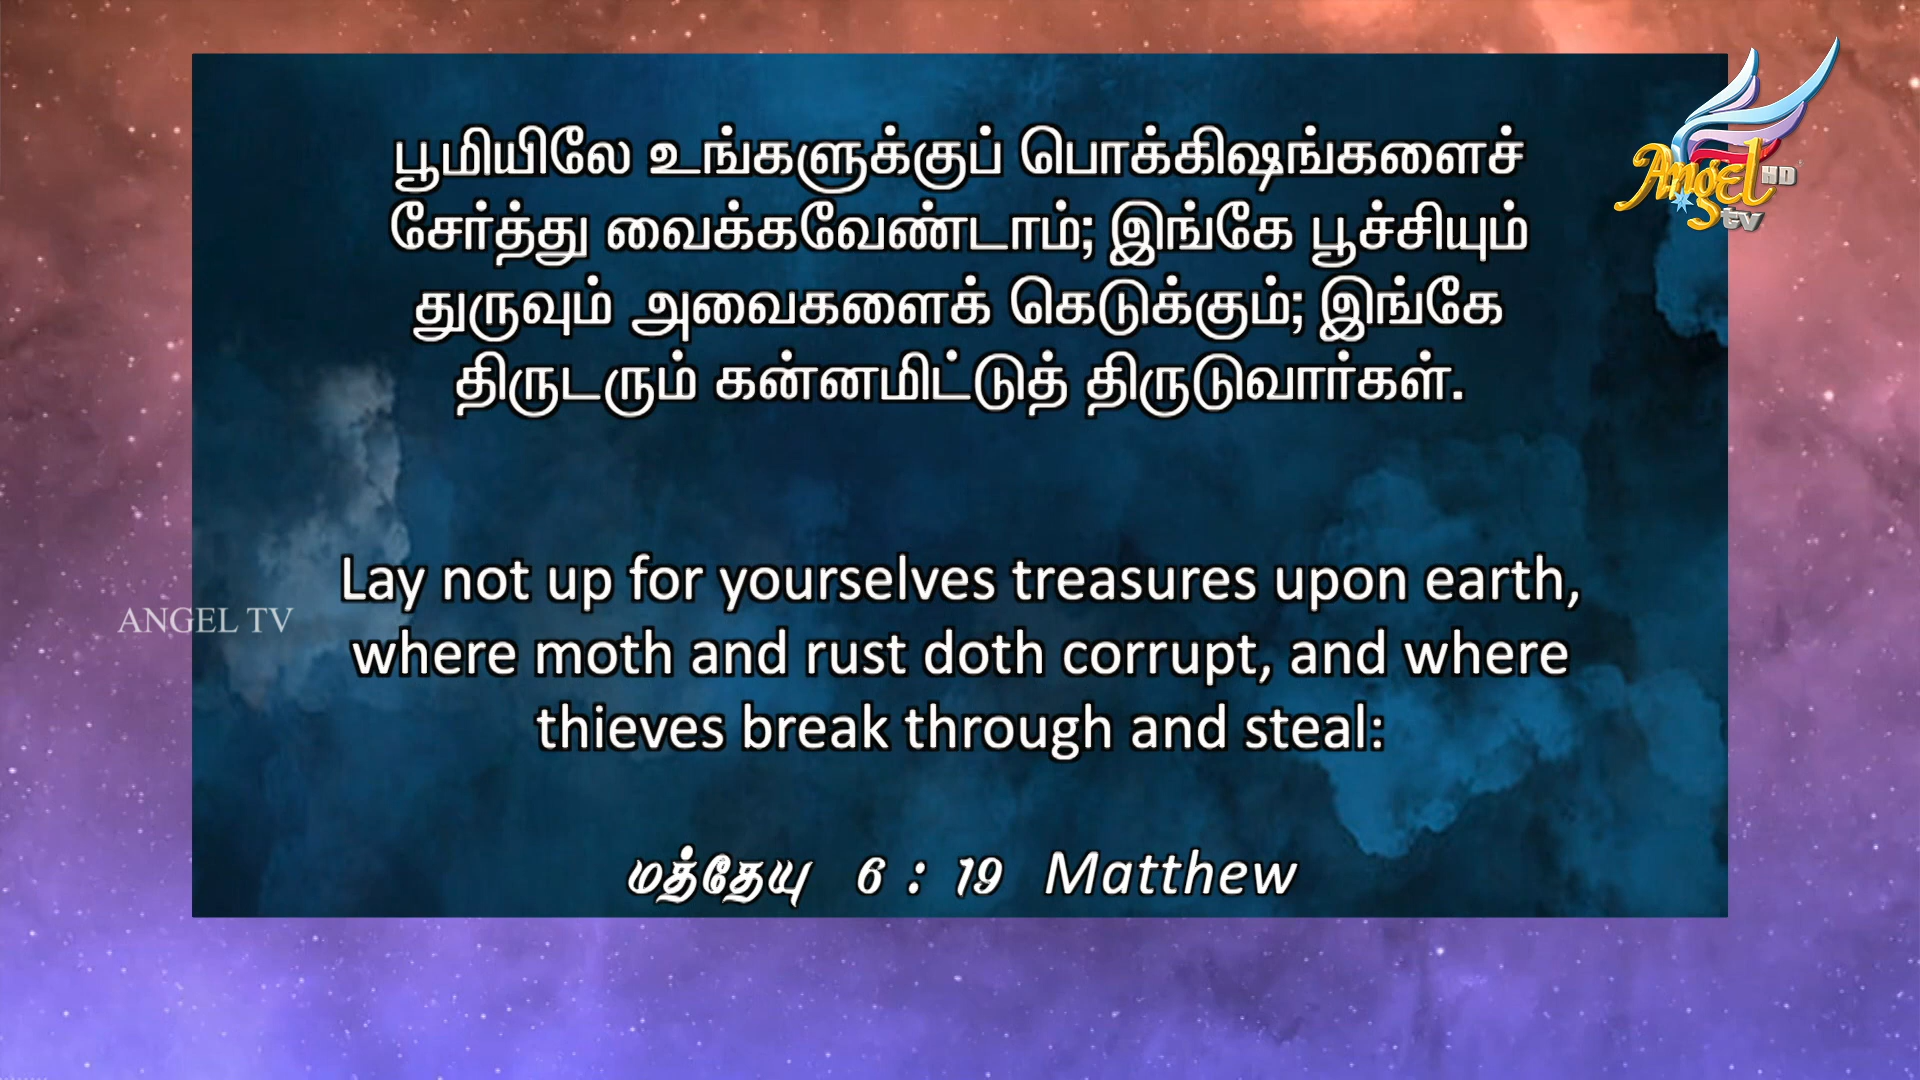 பூமியிலே உங்களுக்குப் பொக்கிஷங்களைச்
சேர்த்து வைக்கவேண்டாம்; இங்கே பூச்சியும்
துருவும் அவைகளைக் கெடுக்கும்; இங்கே
திருடரும் கன்னமிட்டுத் திருடுவார்கள்.
Angel HD
tv
Lay not up for yourselves treasures upon earth,
ANGEL TV
where moth and rust doth corrupt, and where
thieves break through and steal:
மத்தேயு 6 : 19 Matthew